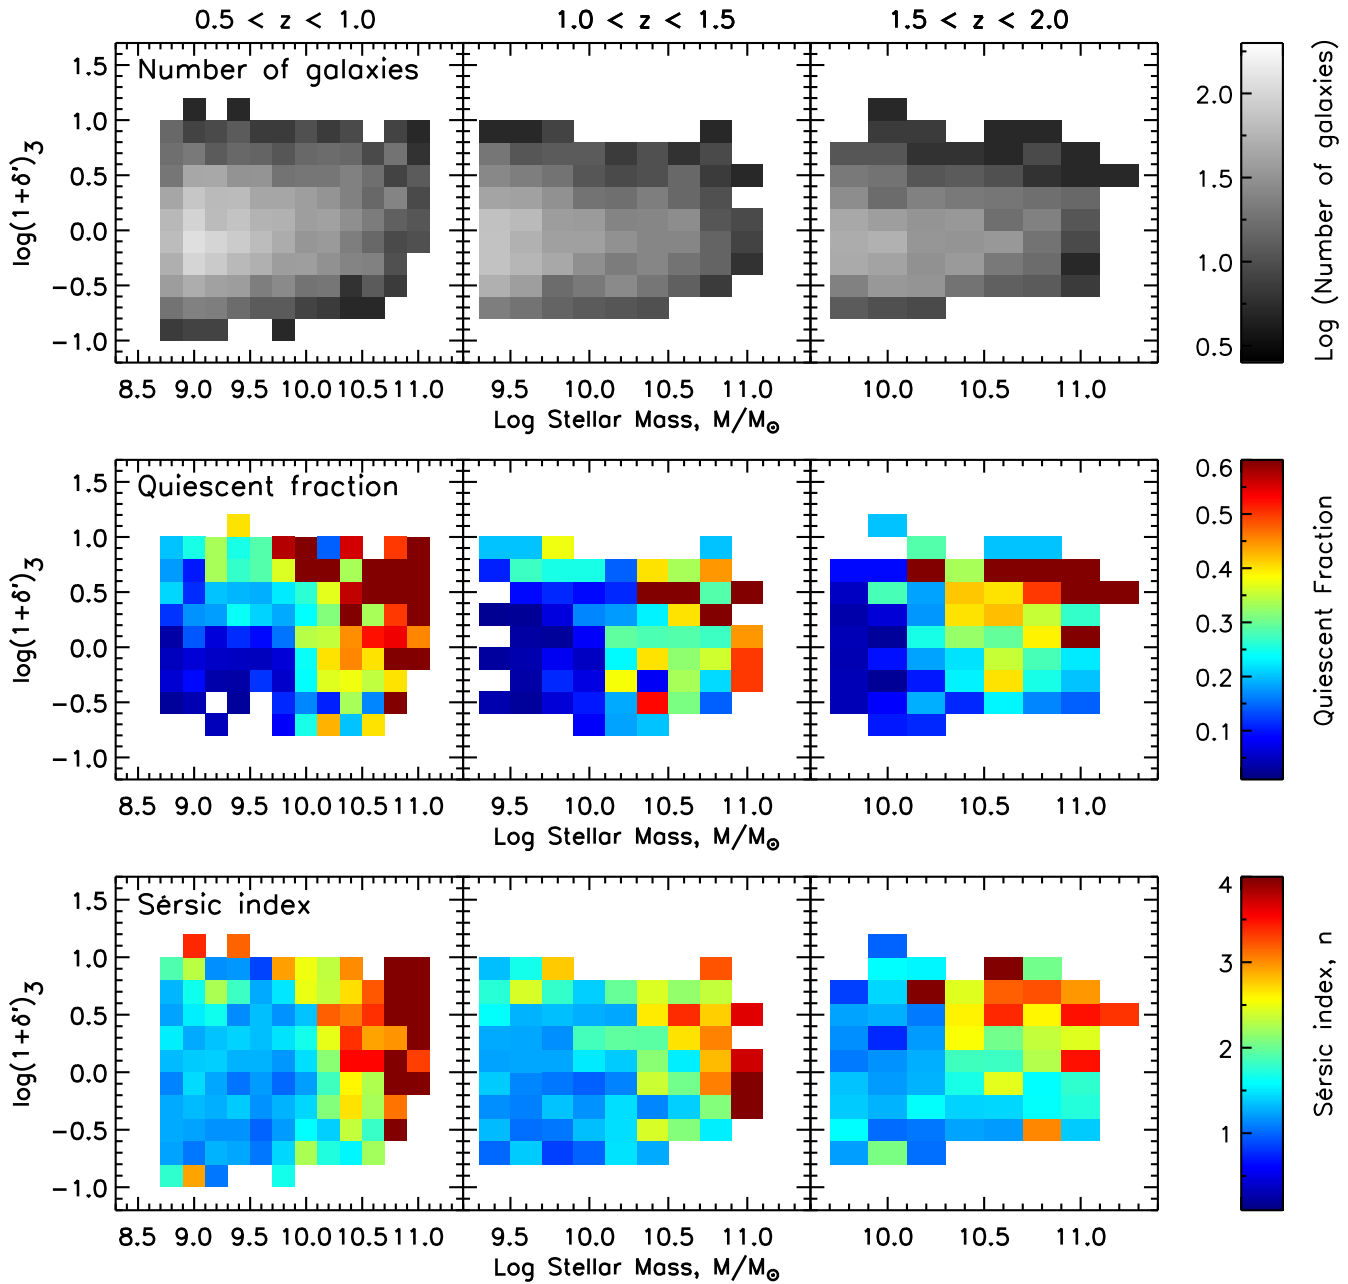 0.5 < z < 1.0
1.0 < z < 1.5
1.5 < z < 2.0
Number of galaxies
log(1+δ')3
1.5
1.0
0.5
0.0
−0.5
−1.0
8.5 9.0 9.5 10.0 10.5 11.0
9.5 10.0 10.5 11.0
10.0 10.5 11.0
Log Stellar Mass, M/M⊙
2.0
1.5
1.0
0.5
Log (Number of galaxies)
Quiescent fraction
log(1+δ')3
1.5
1.0
0.5
0.0
−0.5
−1.0
8.5 9.0 9.5 10.0 10.5 11.0
9.5 10.0 10.5 11.0
10.0 10.5 11.0
Log Stellar Mass, M/M⊙
0.6
0.5
0.4
0.3
0.2
0.1
Quiescent Fraction
Sérsic index
log(1+δ')3
1.5
1.0
0.5
0.0
−0.5
−1.0
8.5 9.0 9.5 10.0 10.5 11.0
9.5 10.0 10.5 11.0
10.0 10.5 11.0
Log Stellar Mass, M/M⊙
4
3
2
1
Sérsic index, n